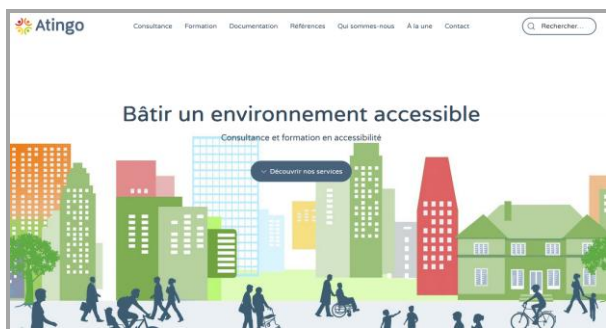 Atingo
Consultance Formation Documentation Références Qui sommes-nous À la une Contact
Rechercher...
Bâtir un environnement accessible
Consultance et formation en accessibilité
Découvrir nos services